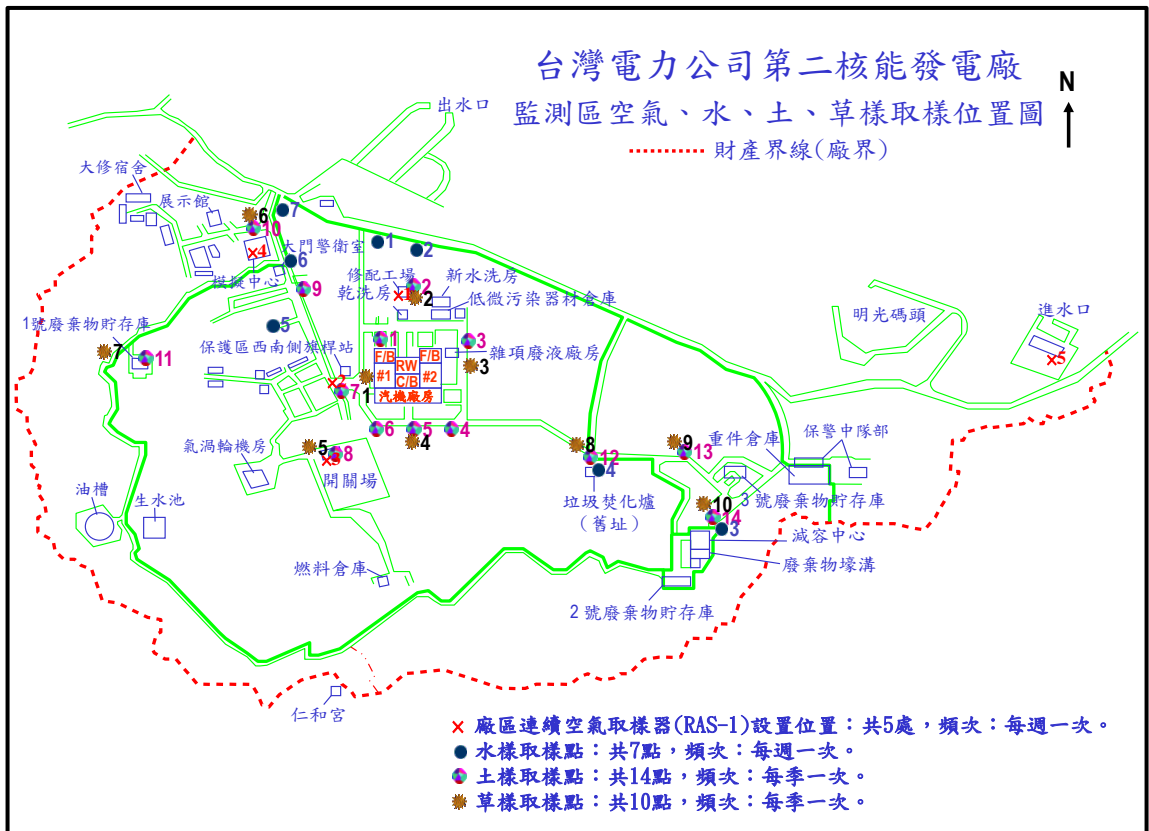 台灣電力公司第二核能發電廠
監測區空氣、水、土、草樣取樣位置圖
財產界線(廠界)
N
出水口
大修宿舍
展示館
6
10
7
4
大門警衛室
6
模擬中心
9
1
2
修配工場
乾洗房
1
2
2
新水洗房
低微污染器材倉庫
明光碼頭
進水口
5
1號廢棄物貯存庫
7
11
5
保護區西南側旗桿站
2
7
1
3
雜項廢液廠房
3
F/B
F/B
#1
RW
#2
C/B
汽機廠房
1
6
5
4
4
5
8
3
開關場
氣渦輪機房
油槽
生水池
8
12
4
垃圾焚化爐
(舊址)
9
13
重件倉庫
保警中隊部
3號廢棄物貯存庫
10
14
3
減容中心
廢棄物壕溝
2號廢棄物貯存庫
燃料倉庫
仁和宮
× 廠區連續空氣取樣器(RAS-1)設置位置：共5處，頻次：每週一次。
水樣取樣點：共7點，頻次：每週一次。
土樣取樣點：共14點，頻次：每季一次。
草樣取樣點：共10點，頻次：每季一次。